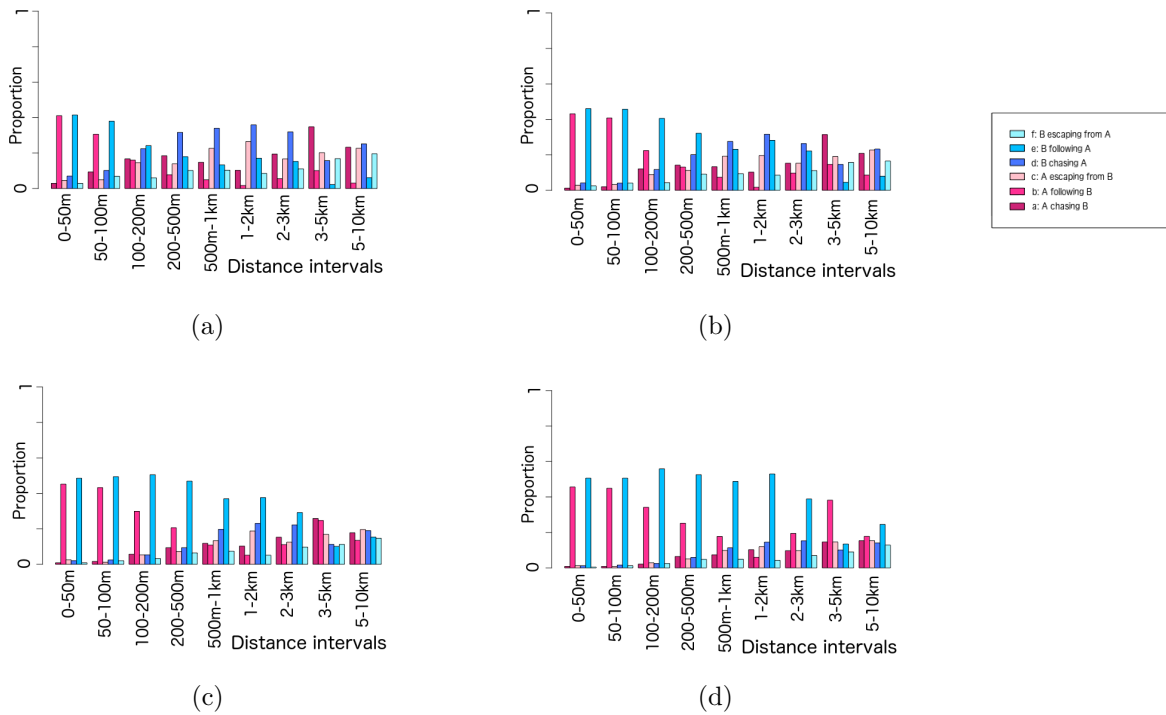 1
Proportion
0
0-50m
50-100m
100-200m
200-500m
500m-1km
1-2km
2-3km
3-5km
5-10km
Distance intervals
(a)
1
Proportion
0
0-50m
50-100m
100-200m
200-500m
500m-1km
1-2km
2-3km
3-5km
5-10km
Distance intervals
(b)
f: B escaping from A
e: B following A
d: B chasing A
c: A escaping from B
b: A following B
a: A chasing B
1
Proportion
0
0-50m
50-100m
100-200m
200-500m
500m-1km
1-2km
2-3km
3-5km
5-10km
Distance intervals
(c)
1
Proportion
0
0-50m
50-100m
100-200m
200-500m
500m-1km
1-2km
2-3km
3-5km
5-10km
Distance intervals
(d)